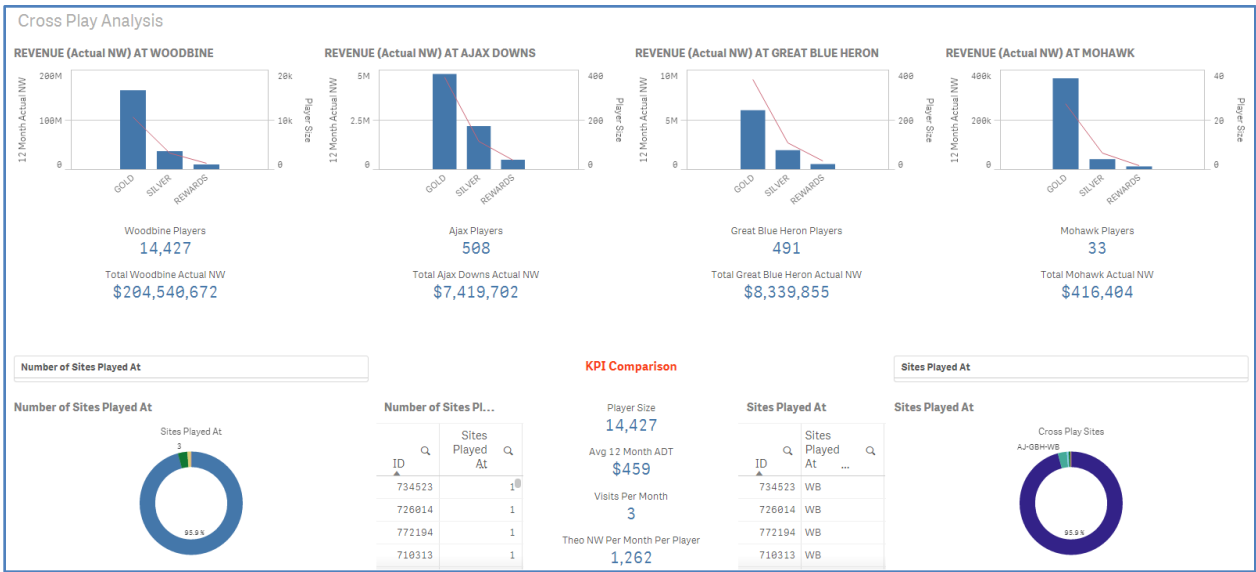 Cross Play Analysis
REVENUE (Actual NW) AT WOODBINE
200M
100M
0
12 Month Actual NW
20k
10k
0
Player Size
GOLD
SILVER
REWARDS
Woodbine Players
14,427
Total Woodbine Actual NW
$204,540,672
REVENUE (Actual NW) AT AJAX DOWNS
5M
2.5M
0
12 Month Actual NW
400
200
0
Player Size
GOLD
SILVER
REWARDS
Ajax Players
508
Total Ajax Downs Actual NW
$7,419,702
REVENUE (Actual NW) AT GREAT BLUE HERON
10M
5M
0
12 Month Actual NW
400
200
0
Player Size
GOLD
SILVER
REWARDS
Great Blue Heron Players
491
Total Great Blue Heron Actual NW
$8,339,855
REVENUE (Actual NW) AT MOHAWK
400k
200k
0
12 Month Actual NW
40
20
0
Player Size
GOLD
SILVER
REWARDS
Mohawk Players
33
Total Mohawk Actual NW
$416,404
Number of Sites Played At
KPI Comparison
Sites Played At
Number of Sites Played At
Sites Played At
3
95.9 %
Number of Sites Pl...
ID
Sites Played At
734523 1
726014 1
772194 1
710313 1
Player Size
14,427
Avg 12 Month ADT
$459
Visits Per Month
3
Theo NW Per Month Per Player
1,262
Sites Played At
ID
Sites Played At ...
734523 WB
726014 WB
772194 WB
710313 WB
Sites Played At
Cross Play Sites
AJ-GBH-WB
95.9 %